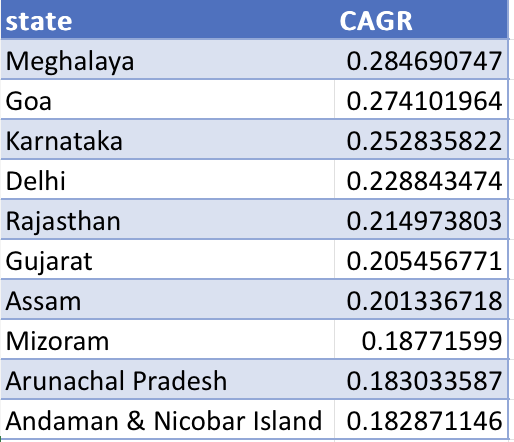 state CAGR
Meghalaya 0.284690747
Goa 0.274101964
Karnataka 0.252835822
Delhi 0.228843474
Rajasthan 0.214973803
Gujarat 0.205456771
Assam 0.201336718
Mizoram 0.18771599
Arunachal Pradesh 0.183033587
Andaman & Nicobar Island 0.182871146